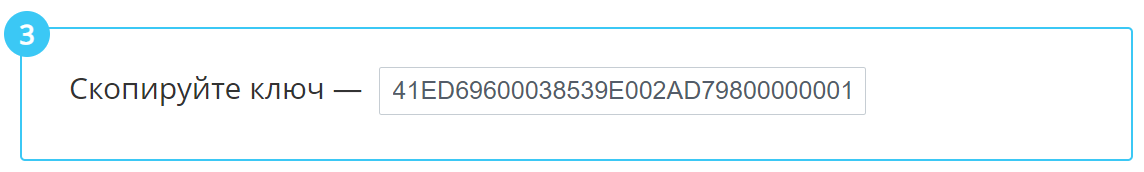 3
Скопируйте ключ — 41ED69600038539E002AD79800000001